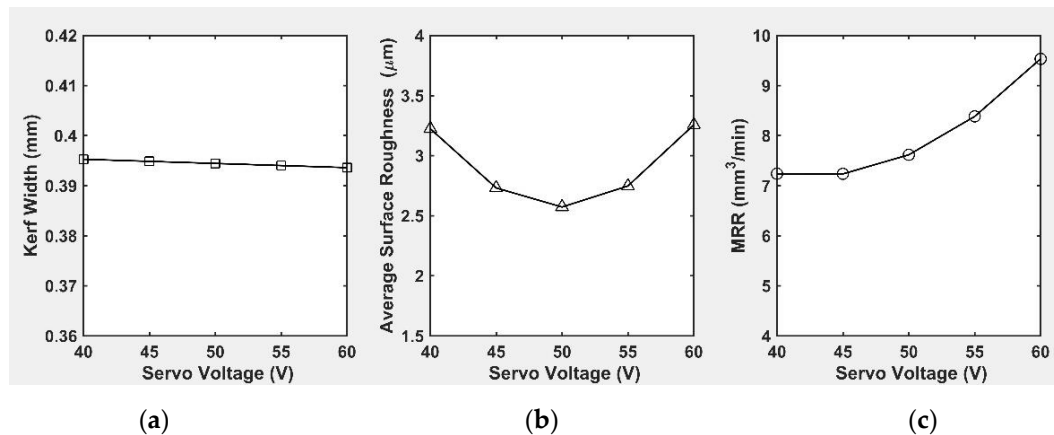 Kerf Width (mm)
0.42
0.41
0.4
0.39
0.38
0.37
0.36
40 45 50 55 60
Servo Voltage (V)
Average Surface Roughness (μm)
4
3.5
3
2.5
2
1.5
40 45 50 55 60
Servo Voltage (V)
MRR (mm³/min)
10
9
8
7
6
5
4
40 45 50 55 60
Servo Voltage (V)
(a) (b) (c)